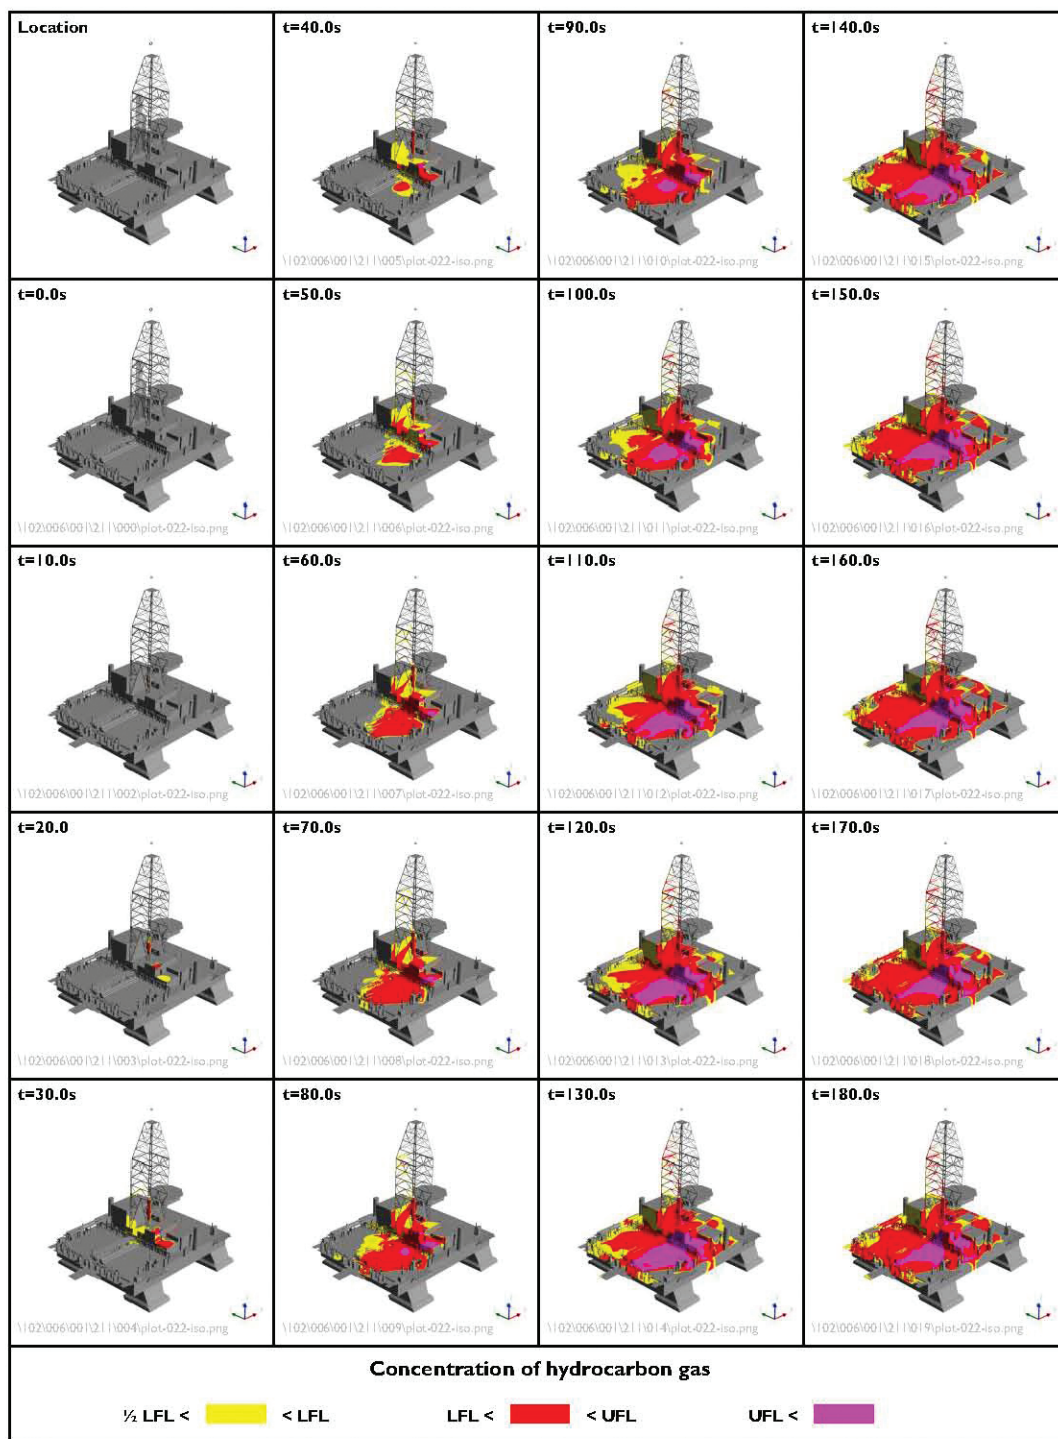 Location
t=40.0s
t=90.0s
t=140.0s
\102\006\001\211\005\plot-022-iso.png
\102\006\001\211\010\plot-022-iso.png
\102\006\001\211\015\plot-022-iso.png
t=0.0s
t=50.0s
t=100.0s
t=150.0s
\102\006\001\211\000\plot-022-iso.png
\102\006\001\211\006\plot-022-iso.png
\102\006\001\211\011\plot-022-iso.png
\102\006\001\211\016\plot-022-iso.png
t=10.0s
t=60.0s
t=110.0s
t=160.0s
\102\006\001\211\002\plot-022-iso.png
\102\006\001\211\007\plot-022-iso.png
\102\006\001\211\012\plot-022-iso.png
\102\006\001\211\017\plot-022-iso.png
t=20.0
t=70.0s
t=120.0s
t=170.0s
\102\006\001\211\003\plot-022-iso.png
\102\006\001\211\008\plot-022-iso.png
\102\006\001\211\013\plot-022-iso.png
\102\006\001\211\018\plot-022-iso.png
t=30.0s
t=80.0s
t=130.0s
t=180.0s
\102\006\001\211\004\plot-022-iso.png
\102\006\001\211\009\plot-022-iso.png
\102\006\001\211\014\plot-022-iso.png
\102\006\001\211\019\plot-022-iso.png
Concentration of hydrocarbon gas
½ LFL < < LFL LFL < < UFL UFL <